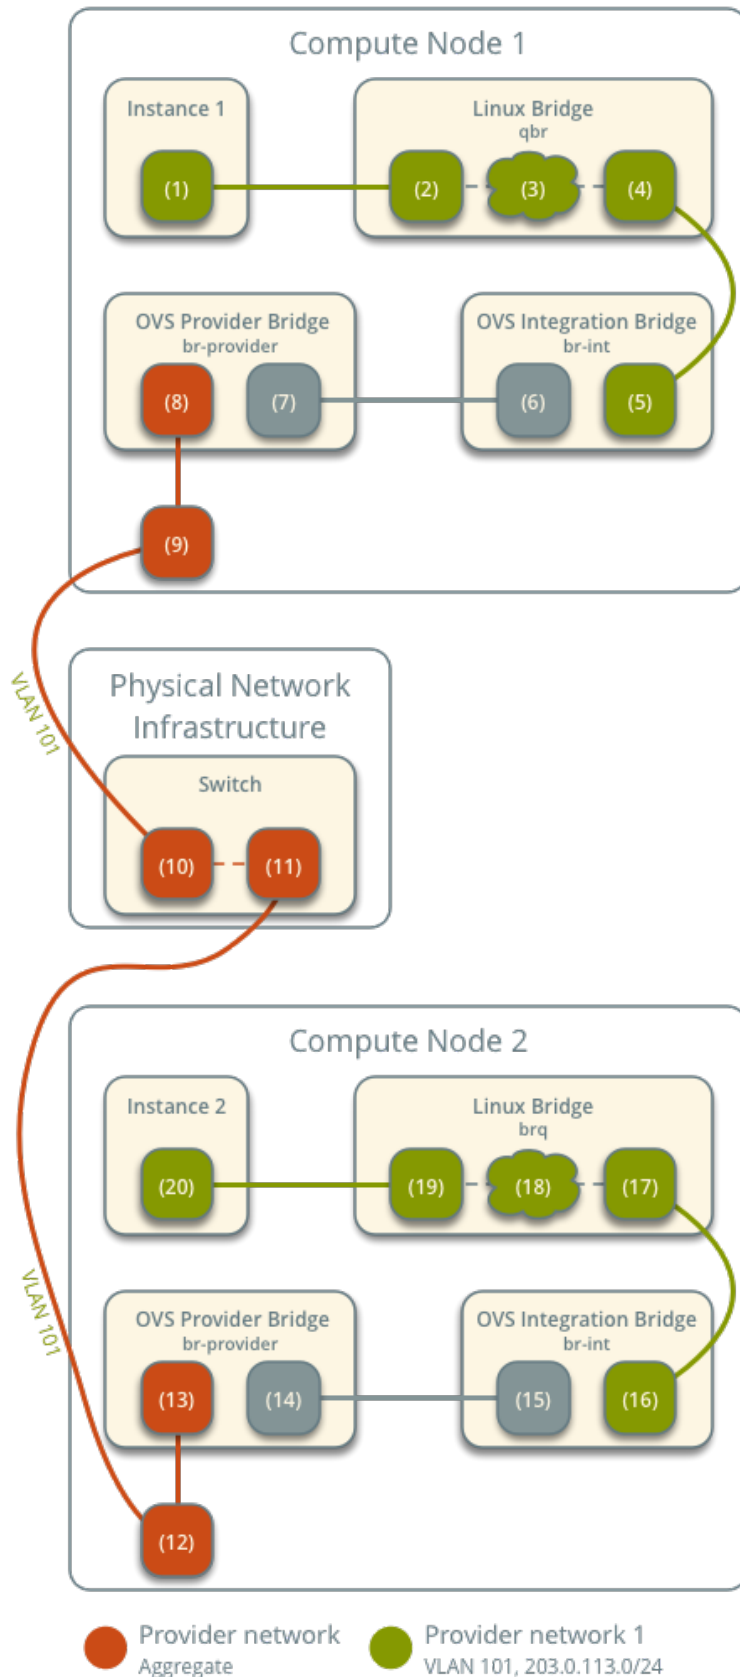 Compute Node 1
Instance 1
Linux Bridge
qbr
(1)
(2)
(3)
(4)
OVS Provider Bridge
br-provider
OVS Integration Bridge
br-int
(8)
(7)
(6)
(5)
(9)
VLAN 101
Physical Network
Infrastructure
Switch
(10)
(11)
Compute Node 2
Instance 2
Linux Bridge
brq
(20)
(19)
(18)
(17)
VLAN 101
OVS Provider Bridge
br-provider
OVS Integration Bridge
br-int
(13)
(14)
(15)
(16)
(12)
Provider network
Aggregate
Provider network 1
VLAN 101, 203.0.113.0/24